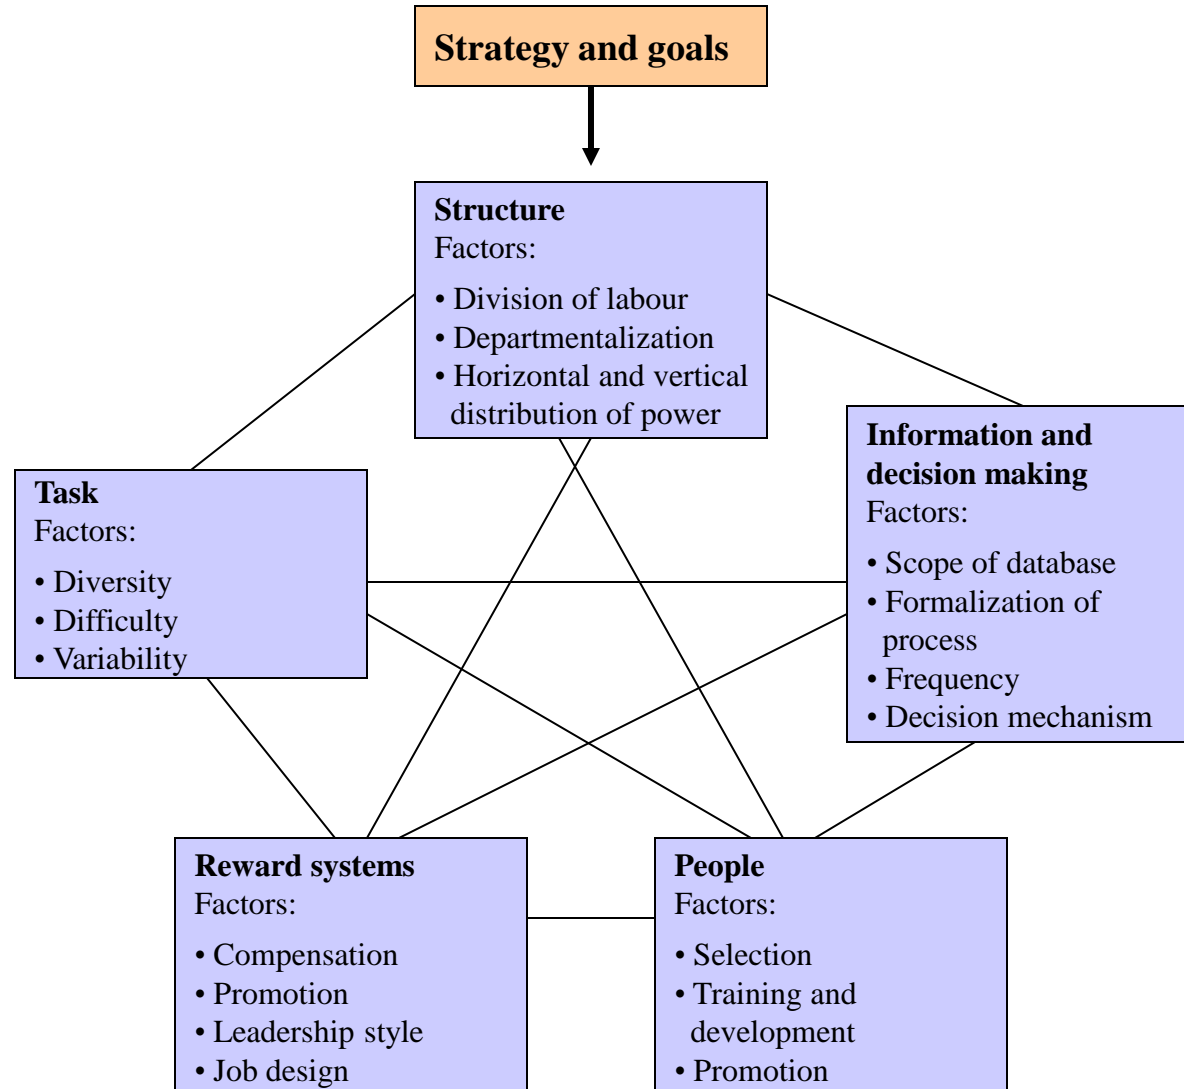 Strategy and goals
Structure
Factors:
• Division of labour
• Departmentalization
• Horizontal and vertical
distribution of power
Information and
decision making
Factors:
• Scope of database
• Formalization of
process
• Frequency
• Decision mechanism
Task
Factors:
• Diversity
• Difficulty
• Variability
Reward systems
Factors:
• Compensation
• Promotion
• Leadership style
• Job design
People
Factors:
• Selection
• Training and
development
• Promotion